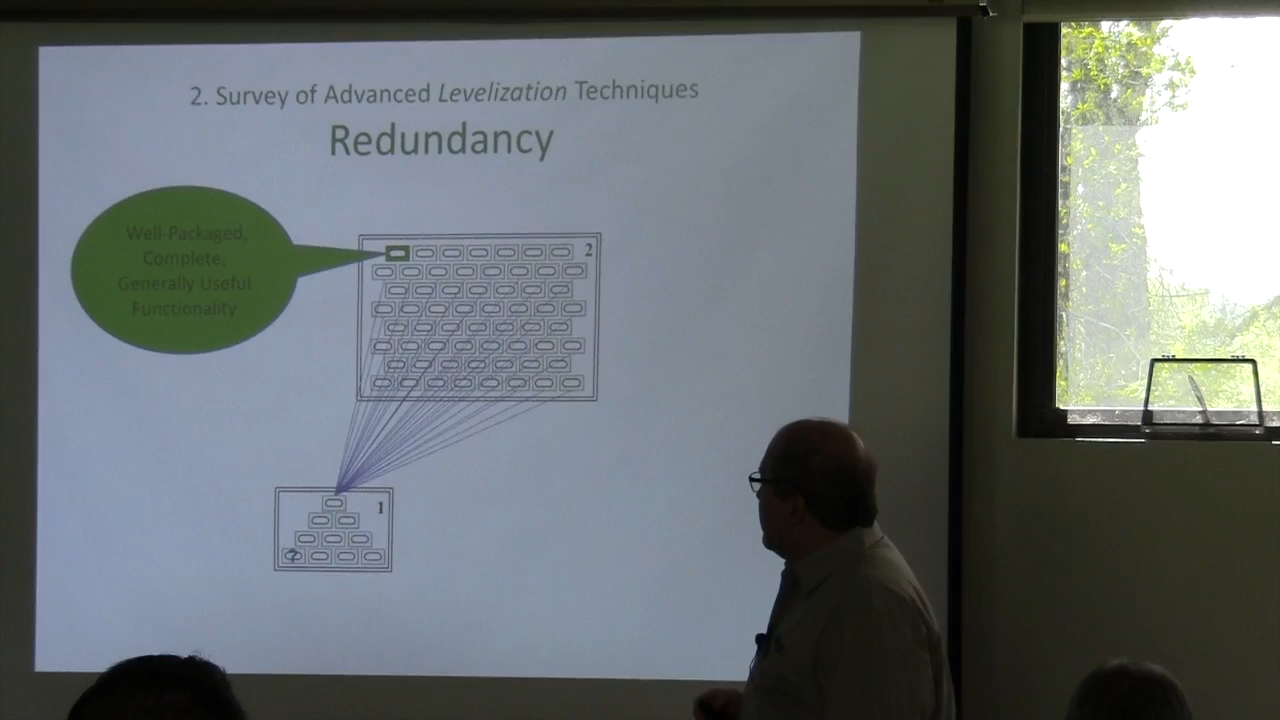 2. Survey of Advanced Levelization Techniques
Redundancy
Well-Packaged,
Complete,
Generally Useful
Functionality
2
1
?